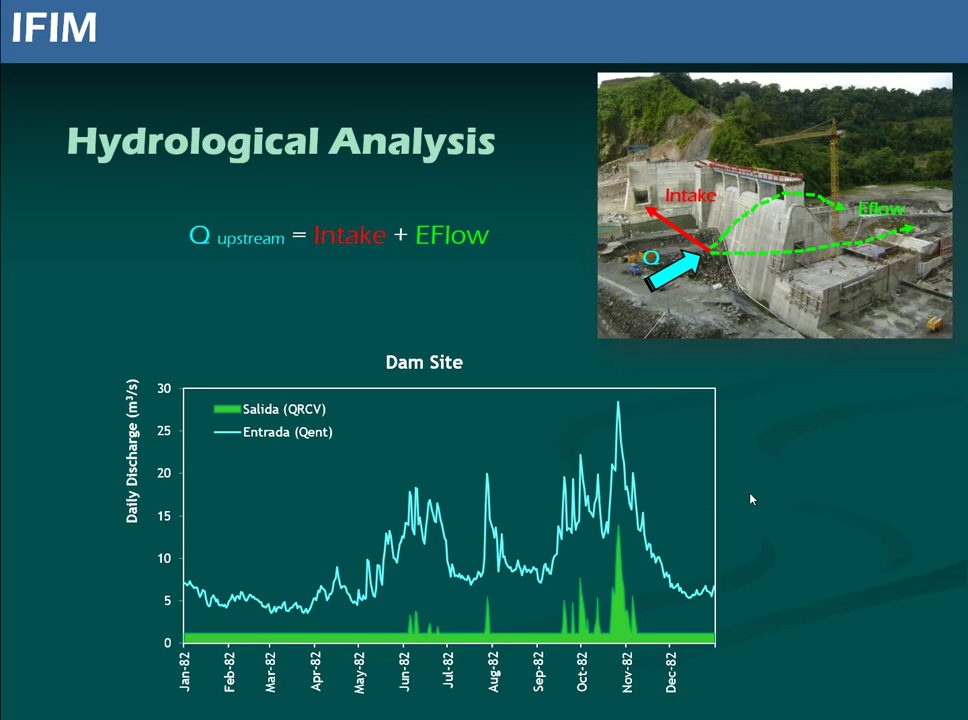 IFIM
Hydrological Analysis
Q upstream = Intake + EFlow
Intake
Eflow
Q
Dam Site
Daily Discharge (m³/s)
30
25
20
15
10
5
0
Salida (QRCV)
Entrada (Qent)
Jan-82
Feb-82
Mar-82
Apr-82
May-82
Jun-82
Jul-82
Aug-82
Sep-82
Oct-82
Nov-82
Dec-82